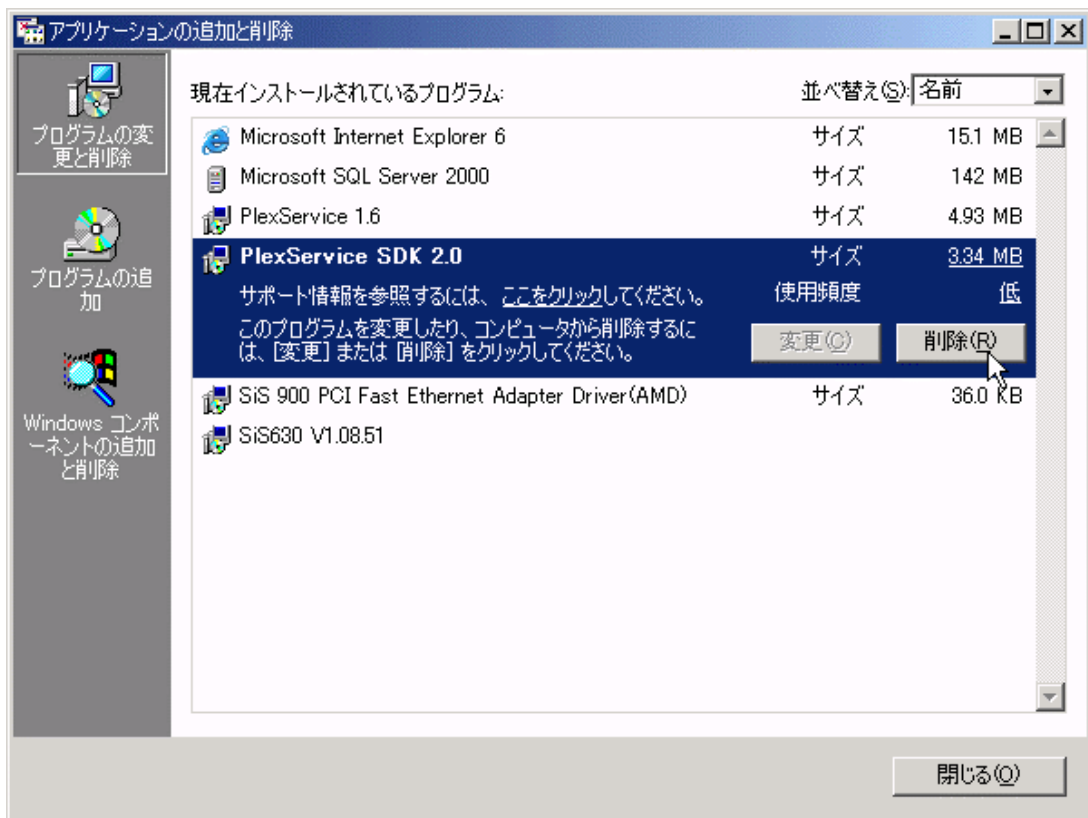 アプリケーションの追加と削除
プログラムの変
更と削除
プログラムの追
加
Windows コンポ
ーネントの追加
と削除
現在インストールされているプログラム:
並べ替え(S): 名前
Microsoft Internet Explorer 6 サイズ 15.1 MB
Microsoft SQL Server 2000 サイズ 142 MB
PlexService 1.6 サイズ 4.93 MB
PlexService SDK 2.0 サイズ 3.34 MB
サポート情報を参照するには、ここをクリックしてください。 使用頻度 低
このプログラムを変更したり、コンピュータから削除するに
は、[変更] または [削除] をクリックしてください。
変更(C) 削除(R)
SiS 900 PCI Fast Ethernet Adapter Driver(AMD) サイズ 36.0 KB
SiS630 V1.08.51
閉じる(O)